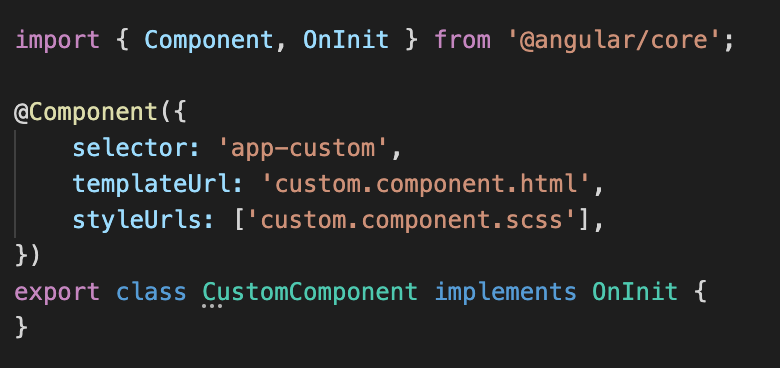 import { Component, OnInit } from '@angular/core';
@Component({
selector: 'app-custom',
templateUrl: 'custom.component.html',
styleUrls: ['custom.component.scss'],
})
export class CustomComponent implements OnInit {
}